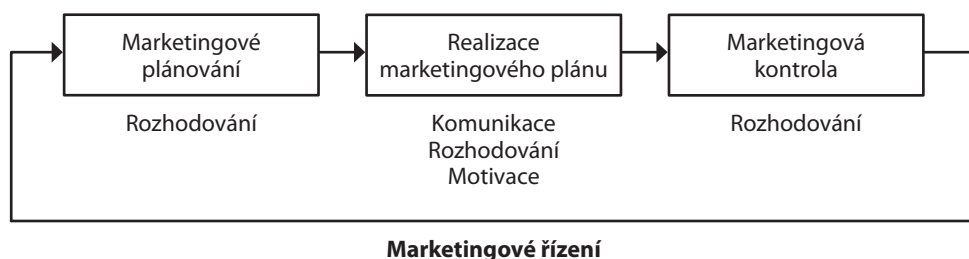 Marketingové
plánování
Realizace
marketingového plánu
Marketingová
kontrola
Rozhodování
Komunikace
Rozhodování
Motivace
Rozhodování
Marketingové řízení